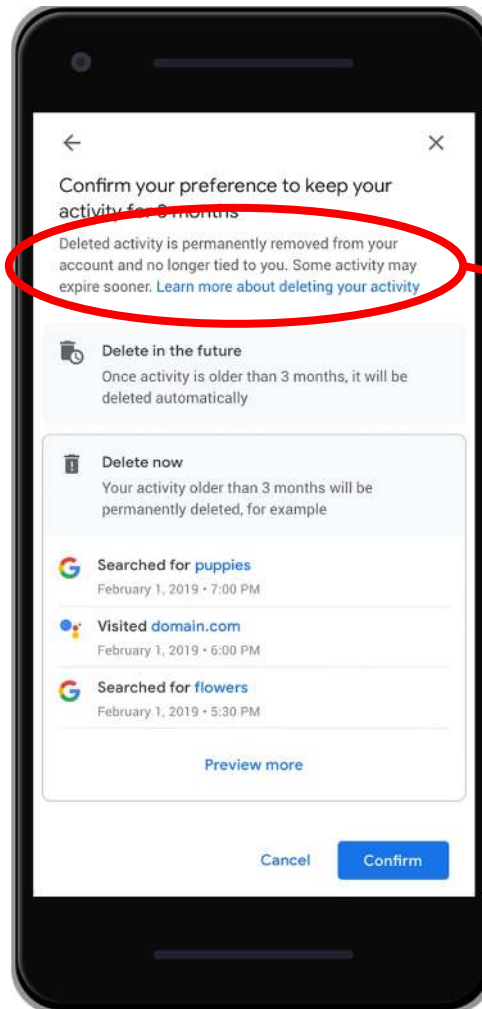 Confirm your preference to keep your
activity for 3 months
Deleted activity is permanently removed from your
account and no longer tied to you. Some activity may
expire sooner. Learn more about deleting your activity
Delete in the future
Once activity is older than 3 months, it will be
deleted automatically
Delete now
Your activity older than 3 months will be
permanently deleted, for example
Searched for puppies
February 1, 2019 • 7:00 PM
Visited domain.com
February 1, 2019 • 6:00 PM
Searched for flowers
February 1, 2019 • 5:30 PM
Preview more
Cancel Confirm